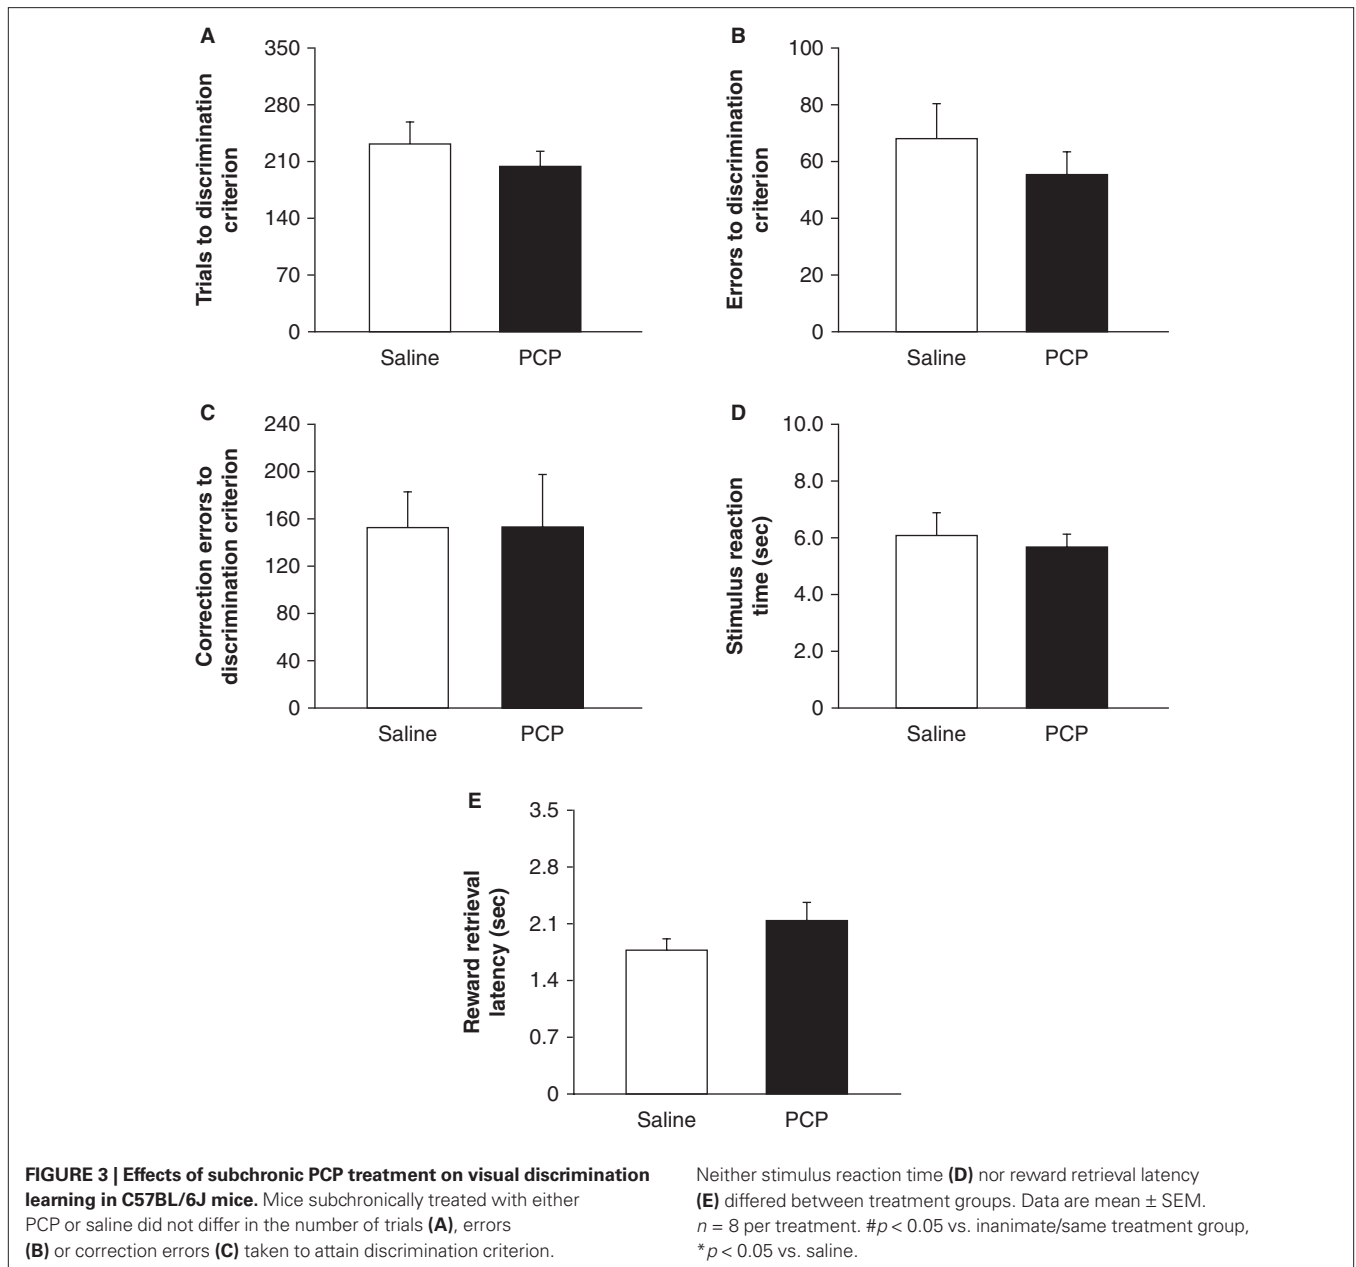 A
350
280
210
140
70
0
Trials to discrimination
criterion
Saline PCP
B
100
80
60
40
20
0
Errors to discrimination
criterion
Saline PCP
C
240
200
160
120
80
40
0
Correction errors to
discrimination criterion
Saline PCP
D
10.0
8.0
6.0
4.0
2.0
0
Stimulus reaction
time (sec)
Saline PCP
E
3.5
2.8
2.1
1.4
0.7
0
Reward retrieval
latency (sec)
Saline PCP
FIGURE 3 | Effects of subchronic PCP treatment on visual discrimination
learning in C57BL/6J mice. Mice subchronically treated with either
PCP or saline did not differ in the number of trials (A), errors
(B) or correction errors (C) taken to attain discrimination criterion.
Neither stimulus reaction time (D) nor reward retrieval latency
(E) differed between treatment groups. Data are mean ± SEM.
n = 8 per treatment. #p < 0.05 vs. inanimate/same treatment group,
*p < 0.05 vs. saline.